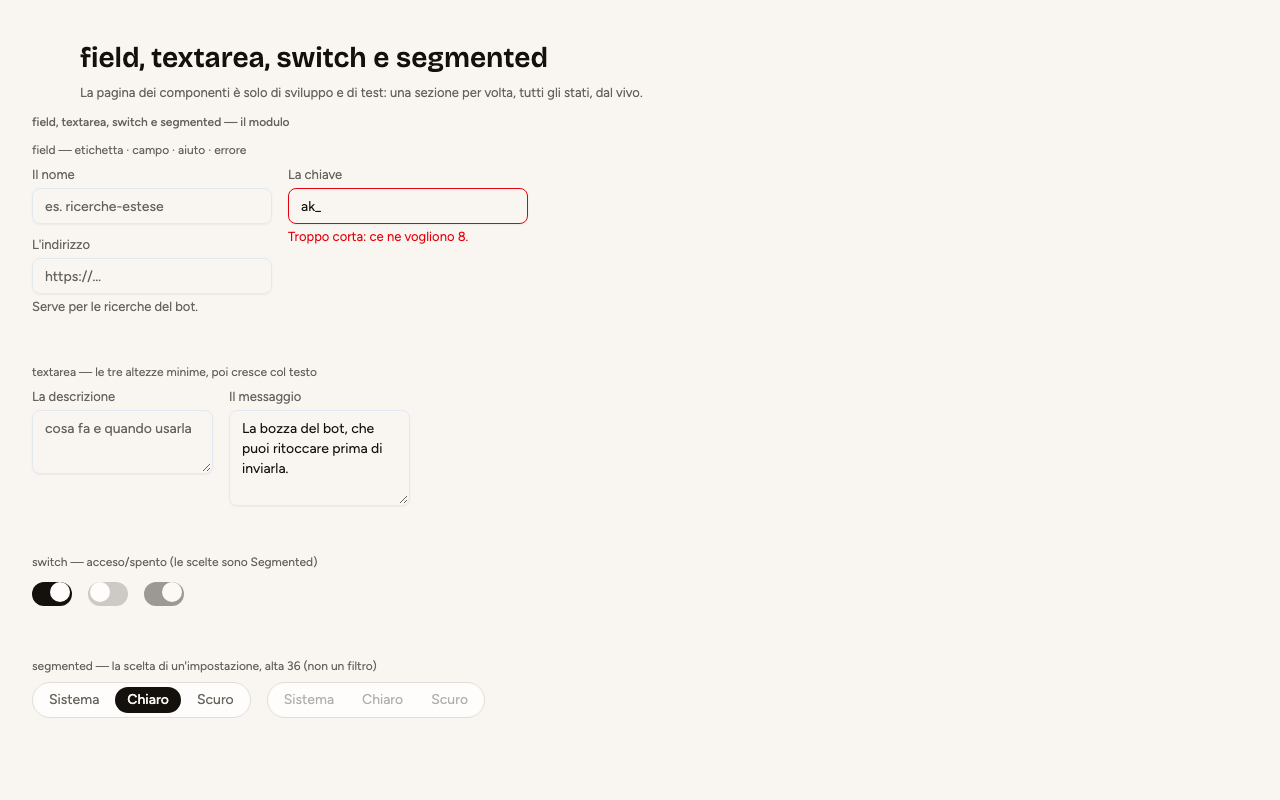 field, textarea, switch e segmented
La pagina dei componenti è solo di sviluppo e di test: una sezione per volta, tutti gli stati, dal vivo.
field, textarea, switch e segmented — il modulo
field — etichetta · campo · aiuto · errore
Il nome
es. ricerche-estese
La chiave
ak_
Troppo corta: ce ne vogliono 8.
L'indirizzo
https://...
Serve per le ricerche del bot.
textarea — le tre altezze minime, poi cresce col testo
La descrizione
cosa fa e quando usarla
Il messaggio
La bozza del bot, che
puoi ritoccare prima di
inviarla.
switch — acceso/spento (le scelte sono Segmented)
segmented — la scelta di un'impostazione, alta 36 (non un filtro)
Sistema Chiaro Scuro
Sistema Chiaro Scuro